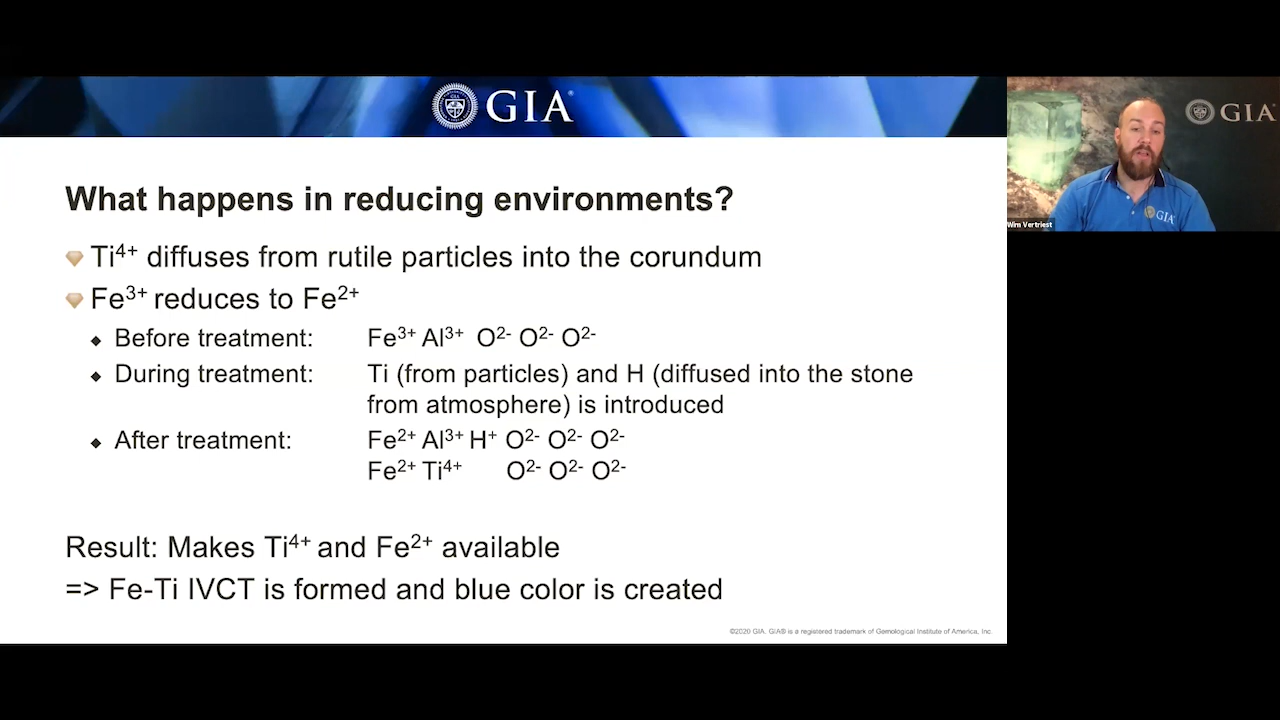 GIA®
GIA
What happens in reducing environments?
Ti⁴⁺ diffuses from rutile particles into the corundum
Fe³⁺ reduces to Fe²⁺
Before treatment: Fe³⁺ Al³⁺ O²⁻ O²⁻ O²⁻
During treatment: Ti (from particles) and H (diffused into the stone
from atmosphere) is introduced
After treatment: Fe²⁺ Al³⁺ H⁺ O²⁻ O²⁻ O²⁻
Fe²⁺ Ti⁴⁺ O²⁻ O²⁻ O²⁻
Result: Makes Ti⁴⁺ and Fe²⁺ available
=> Fe-Ti IVCT is formed and blue color is created
©2020 GIA. GIA® is a registered trademark of Gemological Institute of America, Inc
GIA
GIA
Wim Vertriest